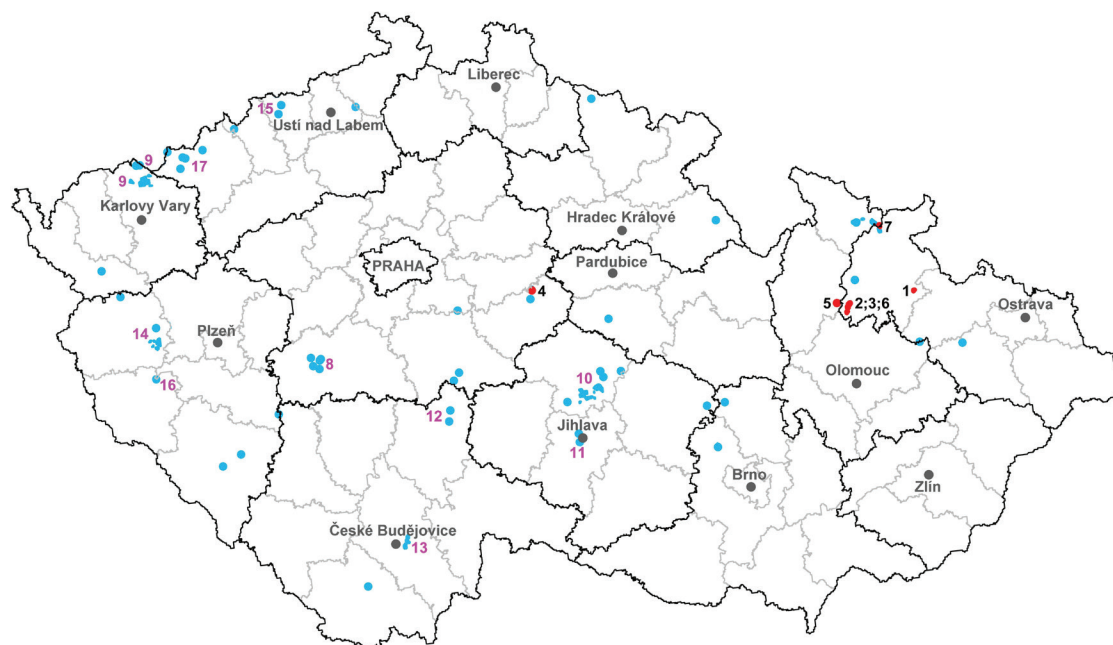 Liberec
15
Ustí nad Labem
9
17
9
Karlovy Vary
Hradec Králové
7
PRAHA
Pardubice
4
1
5
2;3;6
Ostrava
14
Plzeň
8
16
10
Olomouc
12
Jihlava
11
Brno
Zlín
České Budějovice
13